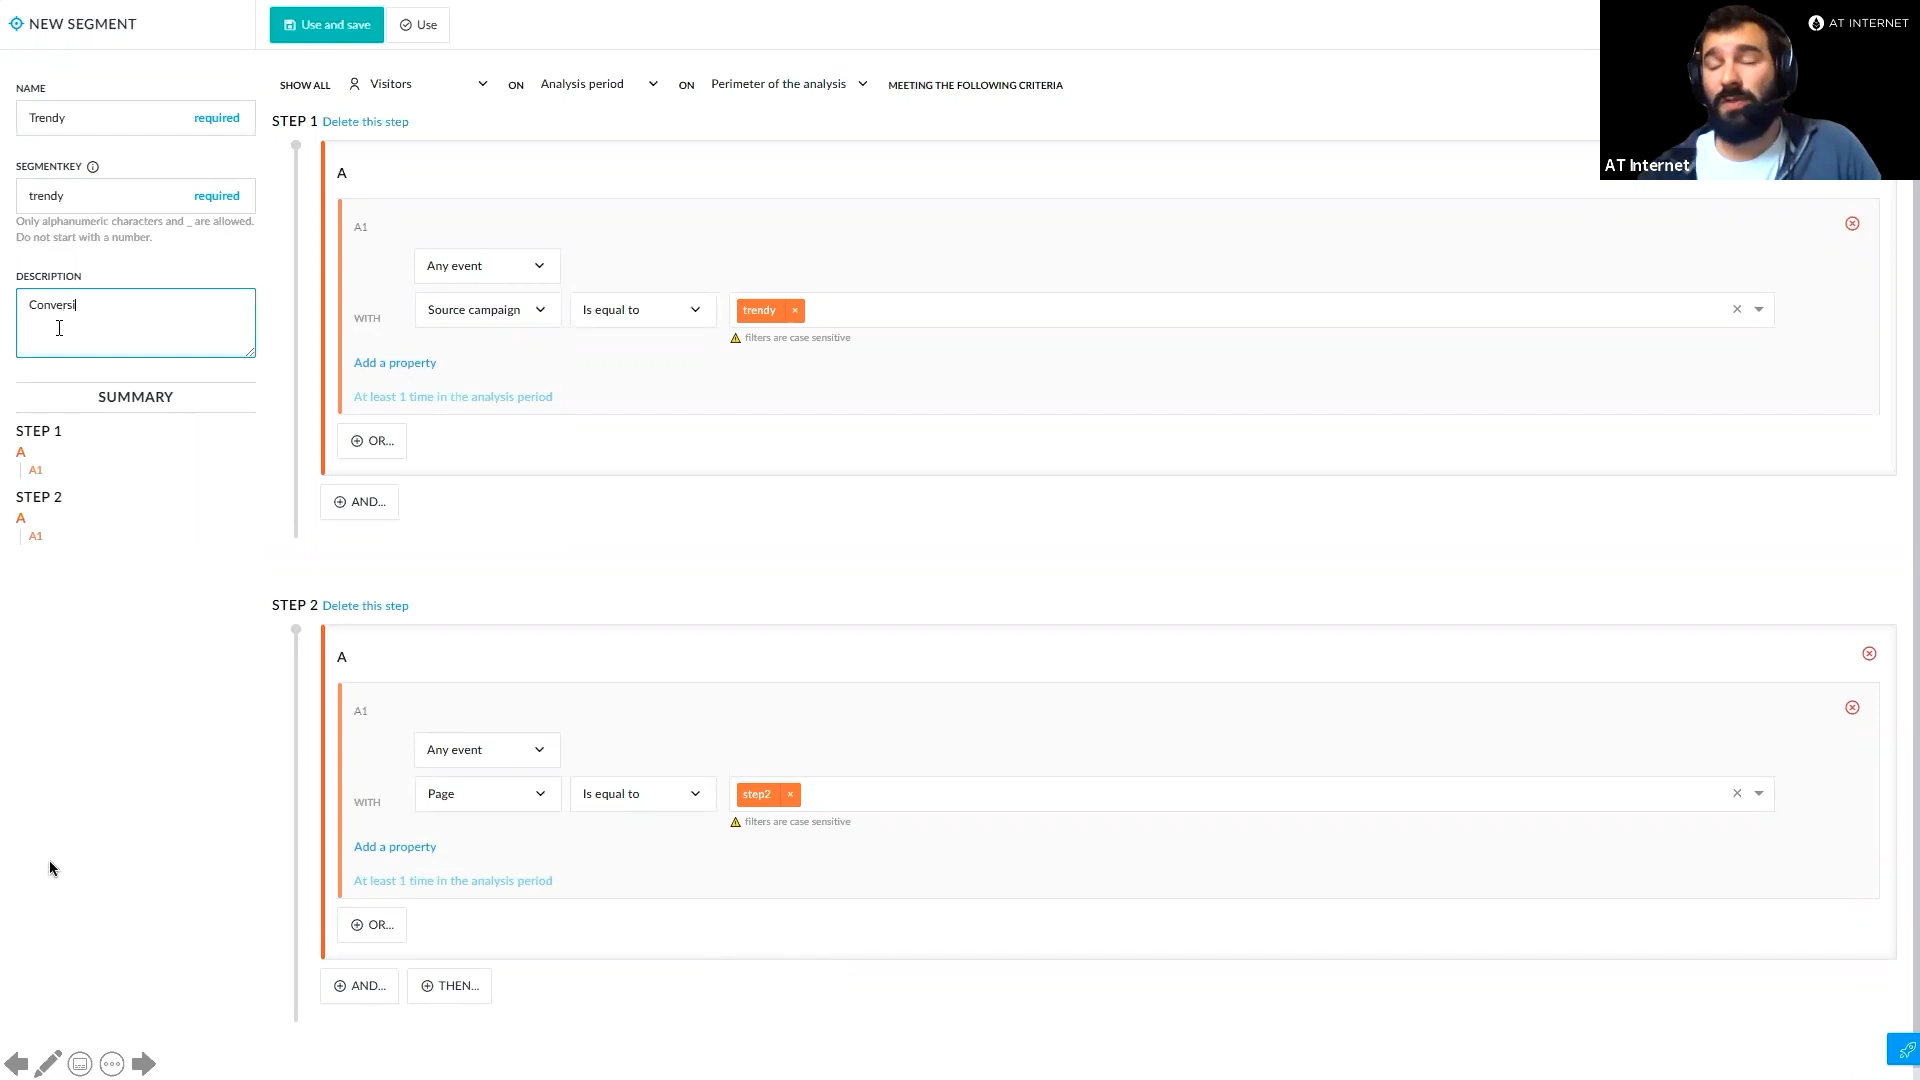 NEW SEGMENT
Use and save
Use
AT INTERNET
AT Internet
NAME
Trendy required
SEGMENTKEY
trendy required
Only alphanumeric characters and _ are allowed.
Do not start with a number.
DESCRIPTION
Conversi
SUMMARY
STEP 1
A
A1
STEP 2
A
A1
SHOW ALL Visitors ON Analysis period ON Perimeter of the analysis MEETING THE FOLLOWING CRITERIA
STEP 1 Delete this step
A
A1
Any event
WITH Source campaign Is equal to trendy ×
filters are case sensitive
Add a property
At least 1 time in the analysis period
OR...
AND...
STEP 2 Delete this step
A
A1
Any event
WITH Page Is equal to step2 ×
filters are case sensitive
Add a property
At least 1 time in the analysis period
OR...
AND... THEN...